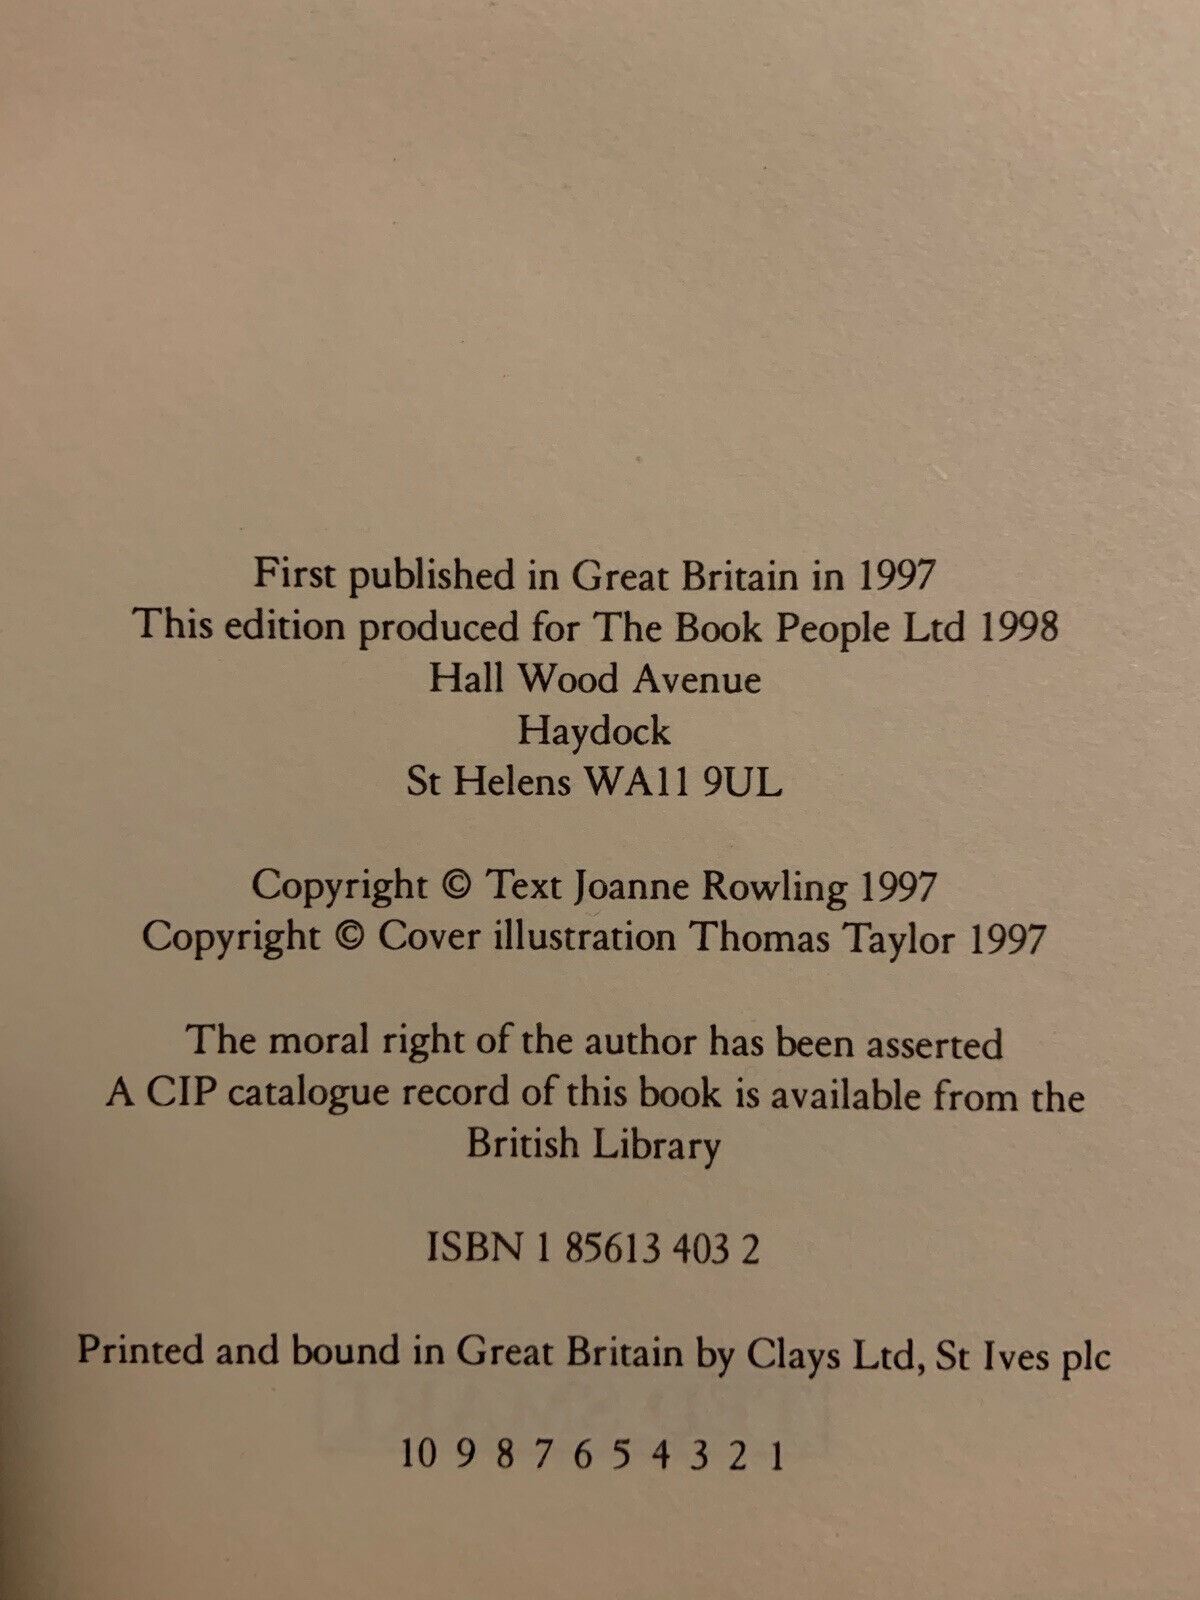 First published in Great Britain in 1997
This edition produced for The Book People Ltd 1998
Hall Wood Avenue
Haydock
St Helens WA11 9UL
Copyright © Text Joanne Rowling 1997
Copyright © Cover illustration Thomas Taylor 1997
The moral right of the author has been asserted
A CIP catalogue record of this book is available from the
British Library
ISBN 1 85613 403 2
Printed and bound in Great Britain by Clays Ltd, St Ives plc
10 9 8 7 6 5 4 3 2 1